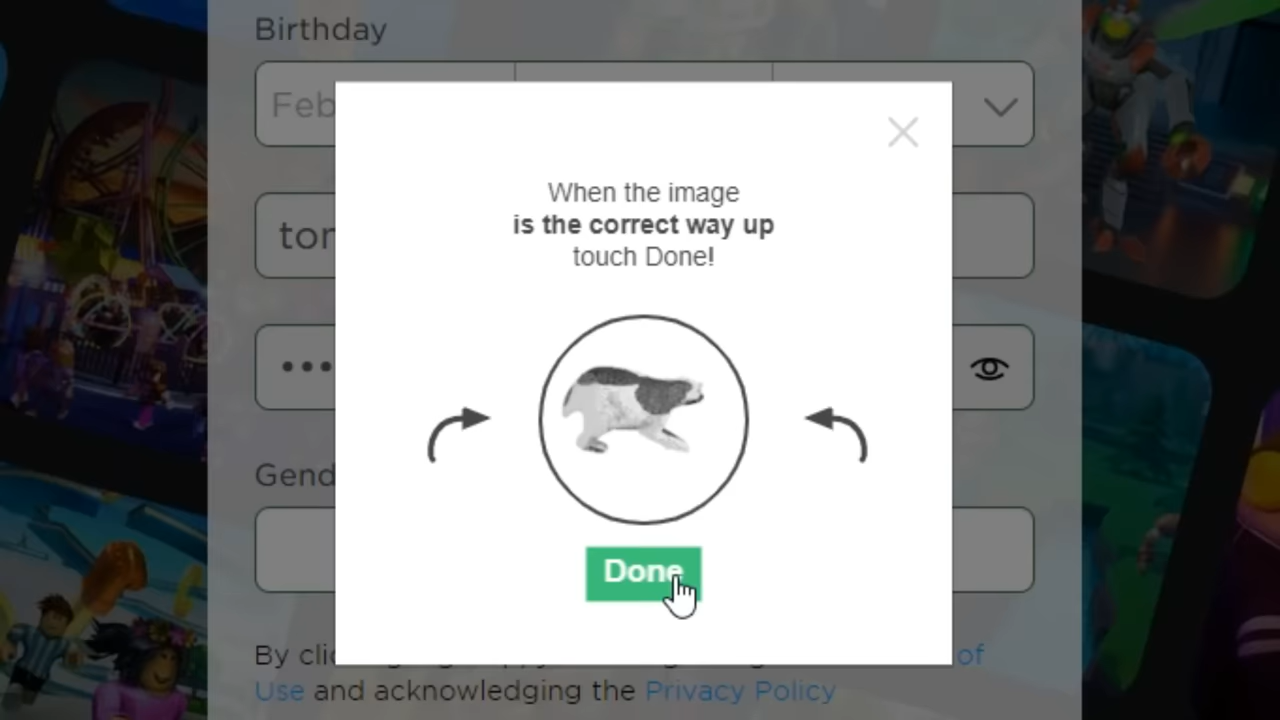 Birthday
Feb
When the image
is the correct way up
touch Done!
Done
Gend
By cli
of
Use and acknowledging the Privacy Policy